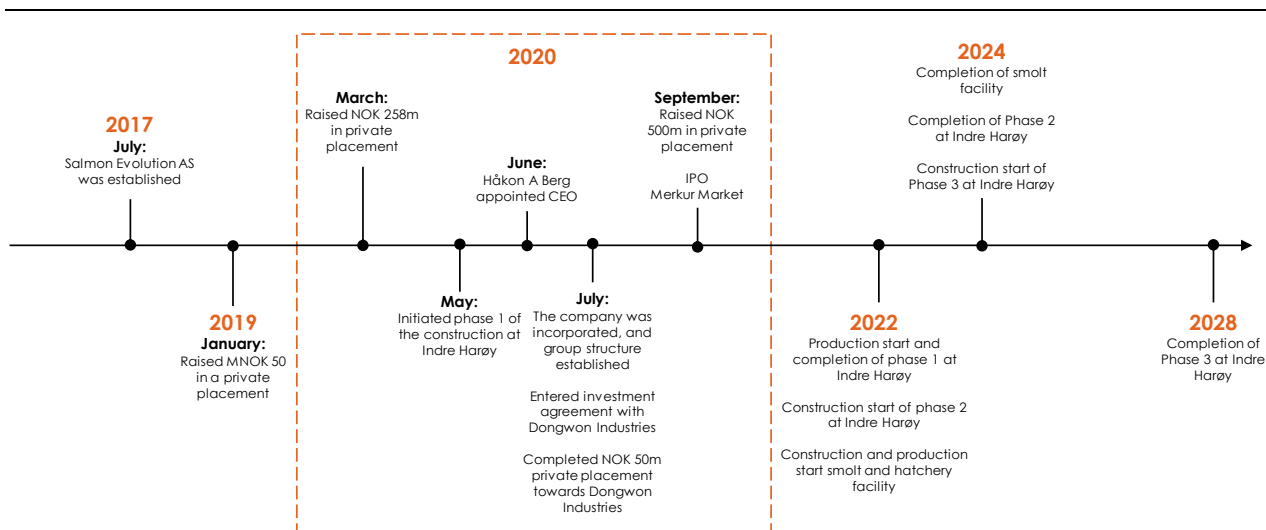 2017
July:
Salmon Evolution AS
was established
2019
January:
Raised MNOK 50
in a private
placement
2020
March:
Raised NOK 258m
in private
placement
May:
Initiated phase 1 of
the construction at
Indre Harøy
June:
Håkon A Berg
appointed CEO
July:
The company was
incorporated, and
group structure
established
Entered investment
agreement with
Dongwon Industries
Completed NOK 50m
private placement
towards Dongwon
Industries
September:
Raised NOK
500m in private
placement
IPO
Merkur Market
2022
Production start and
completion of phase 1 at
Indre Harøy
Construction start of phase 2
at Indre Harøy
Construction and production
start smolt and hatchery
facility
2024
Completion of smolt
facility
Completion of Phase 2
at Indre Harøy
Construction start of
Phase 3 at Indre Harøy
2028
Completion of
Phase 3 at Indre
Harøy